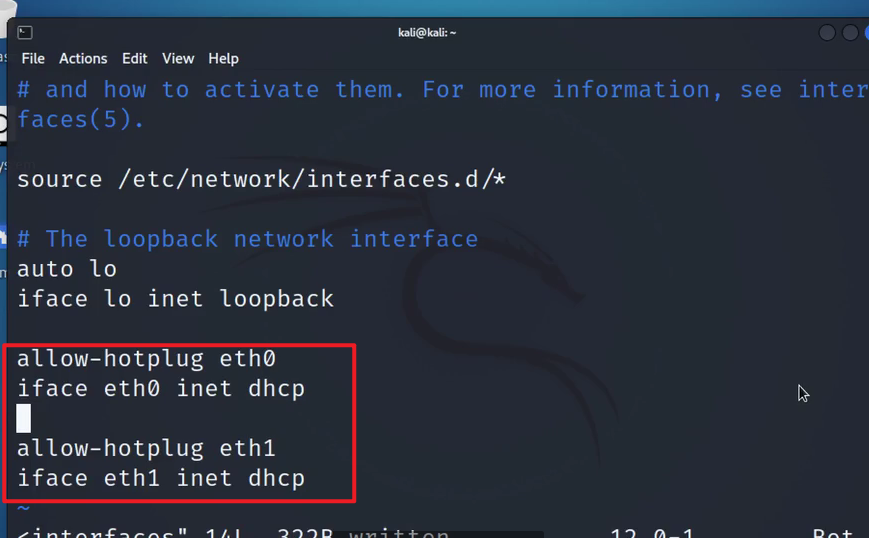 kali@kali: ~
File Actions Edit View Help
# and how to activate them. For more information, see inter
faces(5).
source /etc/network/interfaces.d/*
# The loopback network interface
auto lo
iface lo inet loopback
allow-hotplug eth0
iface eth0 inet dhcp
allow-hotplug eth1
iface eth1 inet dhcp
~
<interfaces" 14L, 322B written 12,0-1 Bot